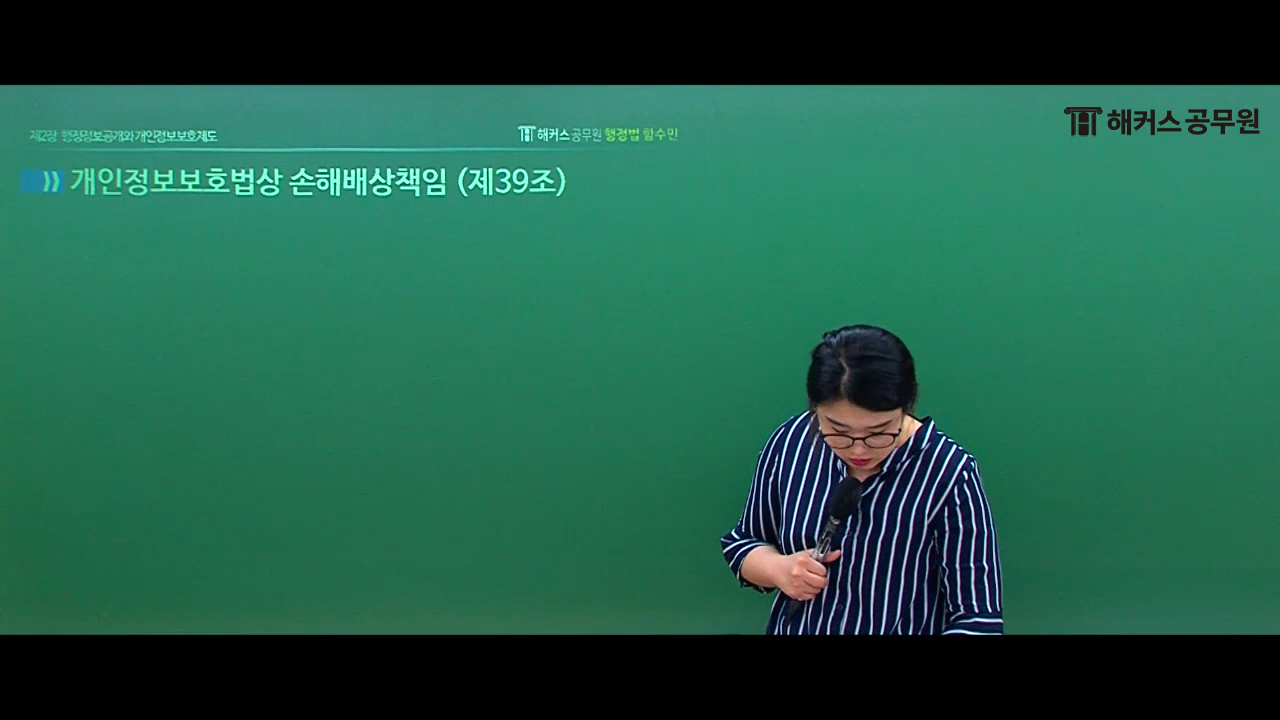 제2장 행정정보공개와 개인정보보호제도
해커스 공무원 행정법 함수민
해커스 공무원
개인정보보호법상 손해배상책임 (제39조)